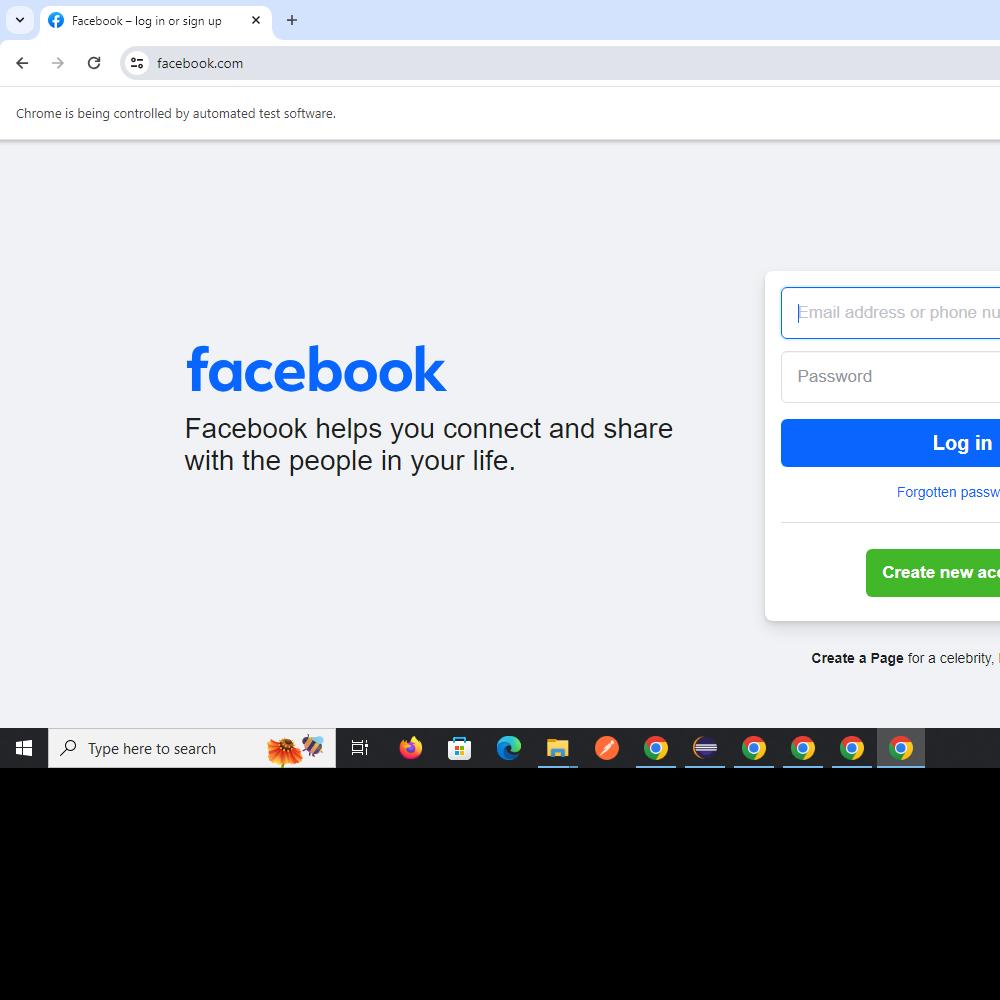 Facebook – log in or sign up
facebook.com
Chrome is being controlled by automated test software.
facebook
Facebook helps you connect and share
with the people in your life.
Email address or phone nu
Password
Log in
Forgotten passw
Create new acc
Create a Page for a celebrity,
Type here to search